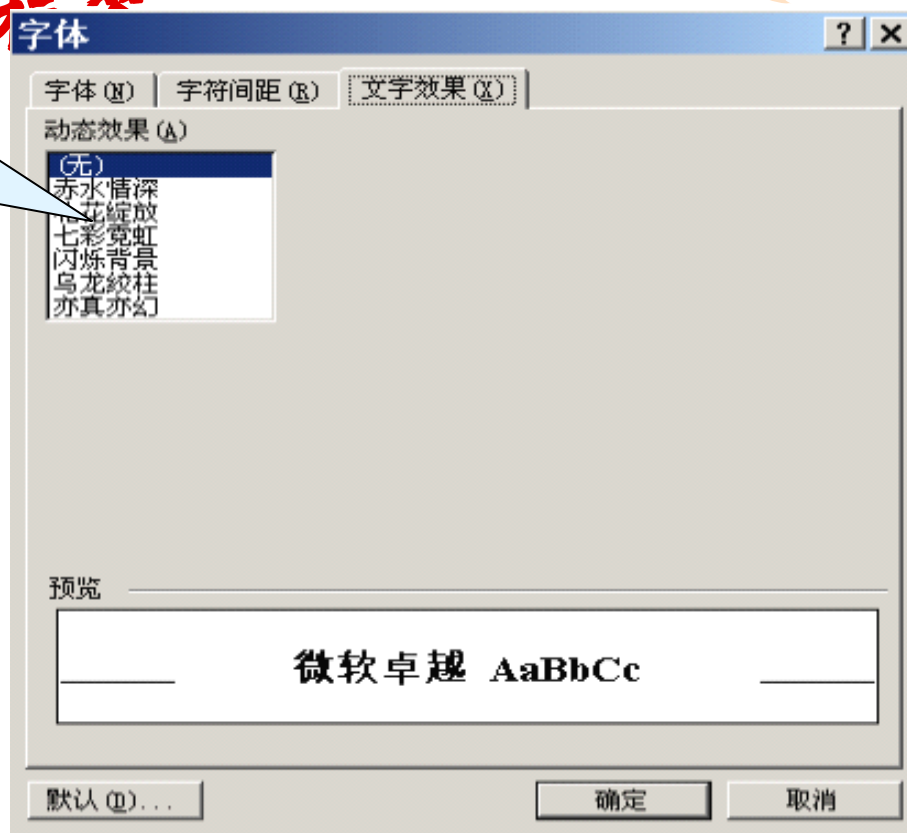 字体
字体(N) 字符间距(R) 文字效果(X)
动态效果(A)
(无)
赤水情深
花绽放
七彩霓虹
闪烁背景
乌龙绞柱
亦真亦幻
预览
微软卓越 AaBbCc
默认(D)... 确定 取消